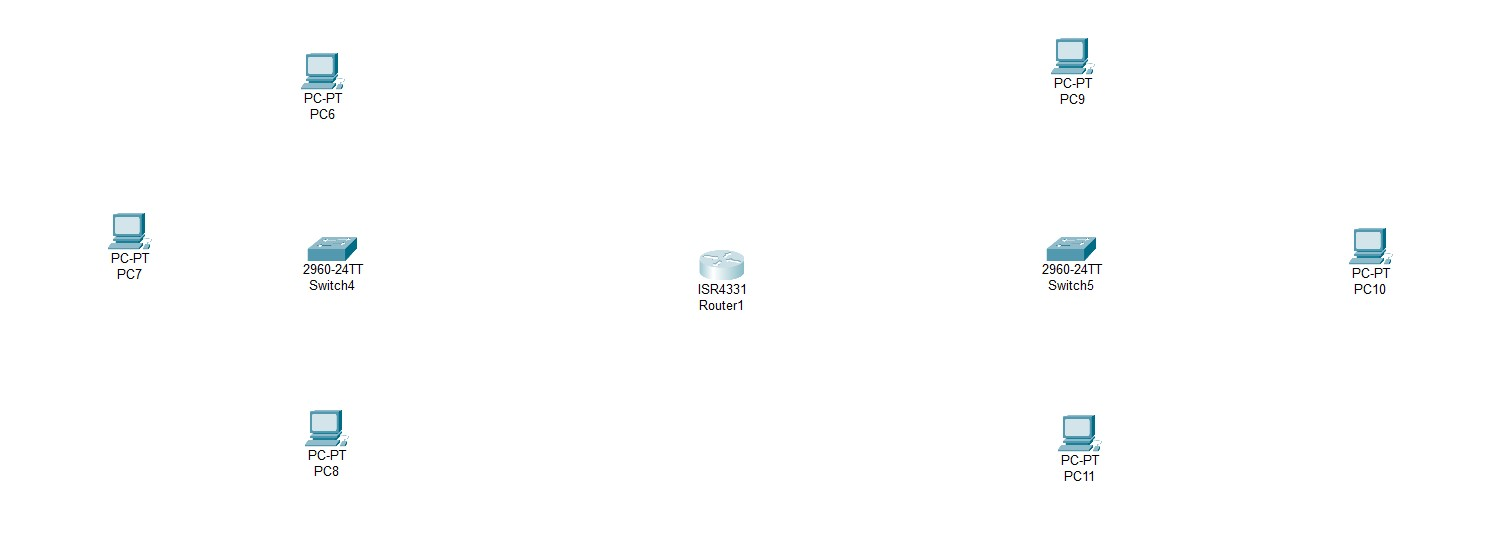 PC-PT
PC6
PC-PT
PC9
PC-PT
PC7
2960-24TT
Switch4
ISR4331
Router1
2960-24TT
Switch5
PC-PT
PC10
PC-PT
PC8
PC-PT
PC11